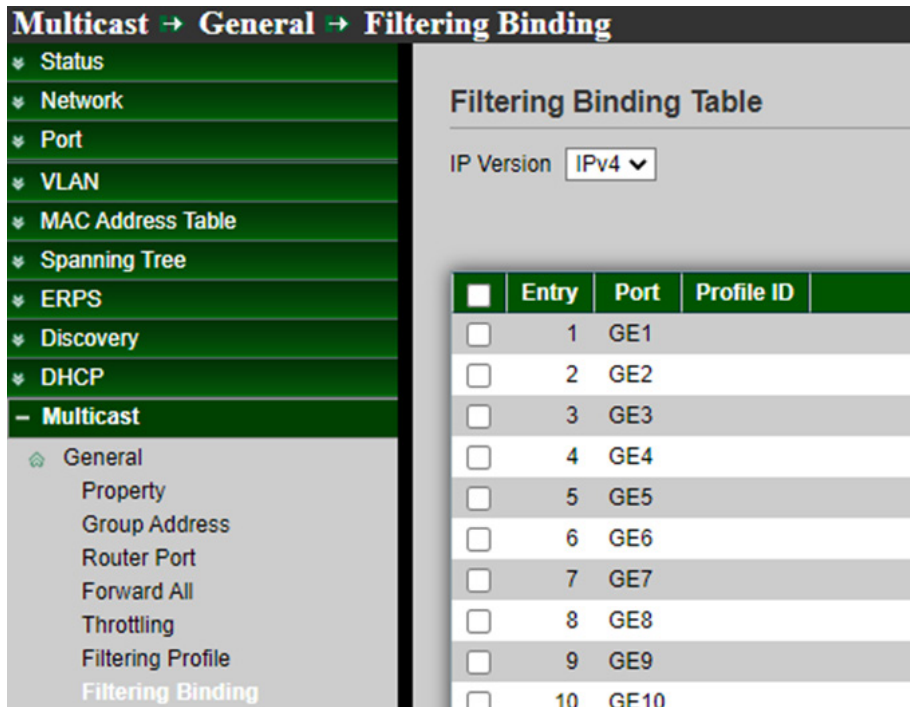 Multicast → General → Filtering Binding
Status
Network
Port
VLAN
MAC Address Table
Spanning Tree
ERPS
Discovery
DHCP
Multicast
General
Property
Group Address
Router Port
Forward All
Throttling
Filtering Profile
Filtering Binding
Filtering Binding Table
IP Version IPv4
Entry Port Profile ID
1 GE1
2 GE2
3 GE3
4 GE4
5 GE5
6 GE6
7 GE7
8 GE8
9 GE9
10 GE10